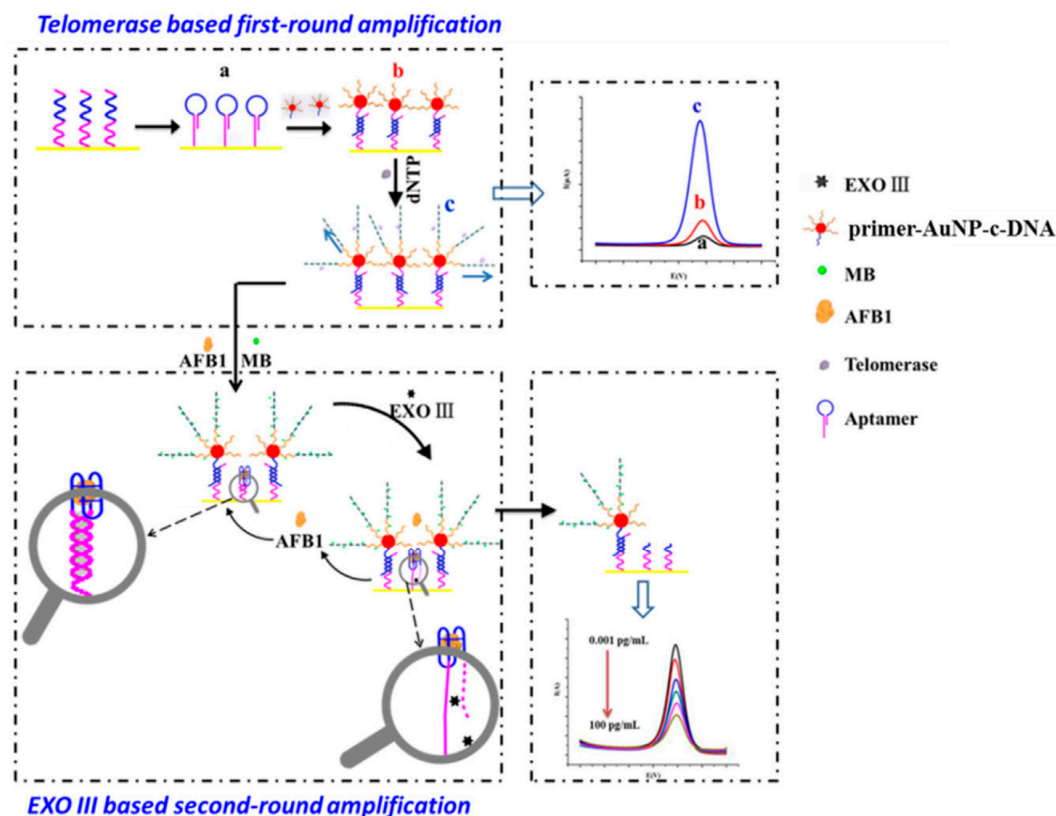 Telomerase based first-round amplification
a
b
dNTP
c
c
b
a
I(μA)
E(V)
EXO III
primer-AuNP-c-DNA
MB
AFB1
Telomerase
Aptamer
AFB1
MB
EXO III
AFB1
0.001 pg/mL
100 pg/mL
I(A)
E(V)
EXO III based second-round amplification